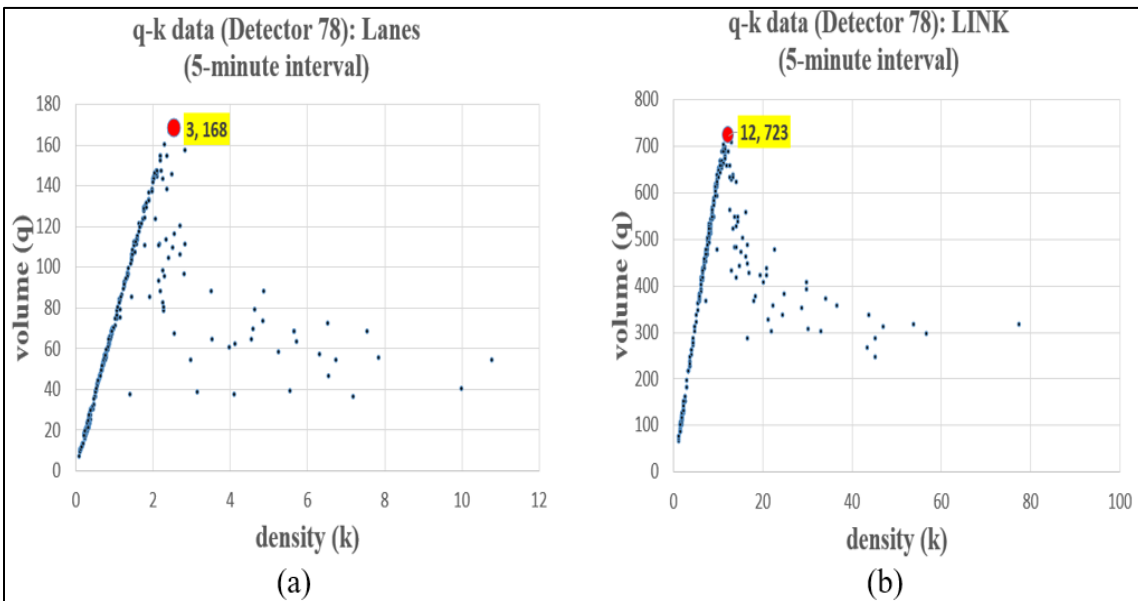 q-k data (Detector 78): Lanes
(5-minute interval)
180
160
140
120
100
80
60
40
20
0
volume (q)
3, 168
0 2 4 6 8 10 12
density (k)
(a)
q-k data (Detector 78): LINK
(5-minute interval)
800
700
600
500
400
300
200
100
0
volume (q)
12, 723
0 20 40 60 80 100
density (k)
(b)